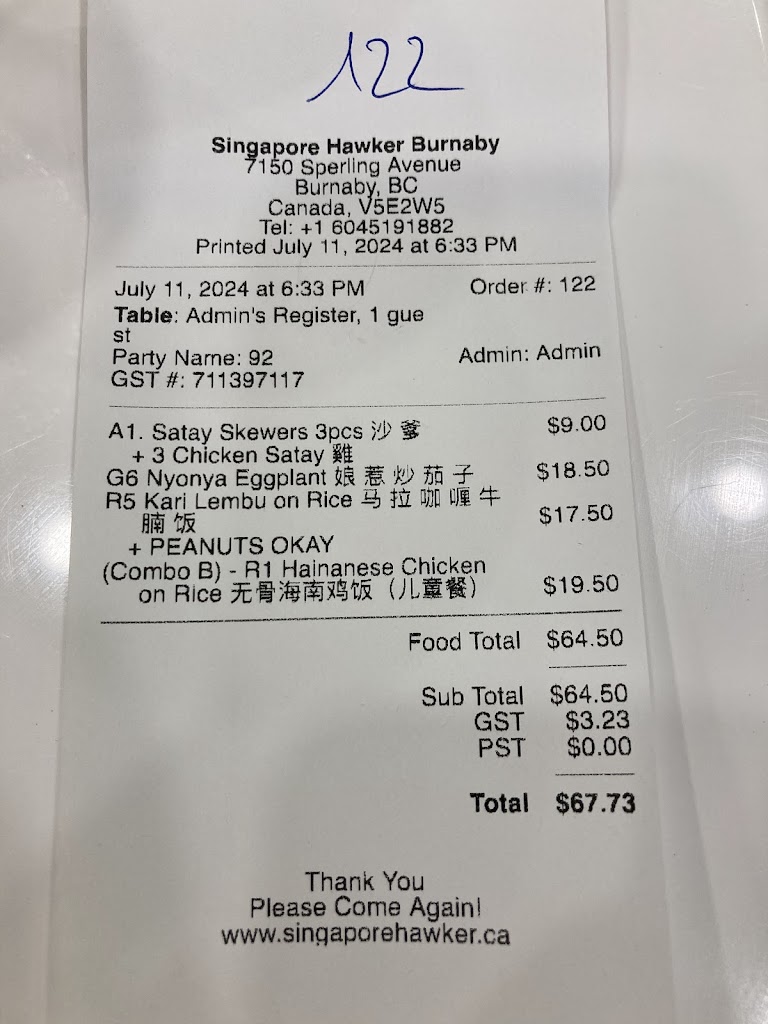 122
Singapore Hawker Burnaby
7150 Sperling Avenue
Burnaby, BC
Canada, V5E2W5
Tel: +1 6045191882
Printed July 11, 2024 at 6:33 PM
July 11, 2024 at 6:33 PM Order #: 122
Table: Admin's Register, 1 gue
st
Party Name: 92 Admin: Admin
GST #: 711397117
A1. Satay Skewers 3pcs 沙爹 $9.00
+ 3 Chicken Satay 雞
G6 Nyonya Eggplant 娘惹炒茄子 $18.50
R5 Kari Lembu on Rice 马拉咖喱牛
腩饭 $17.50
+ PEANUTS OKAY
(Combo B) - R1 Hainanese Chicken
on Rice 无骨海南鸡饭（儿童餐） $19.50
Food Total $64.50
Sub Total $64.50
GST $3.23
PST $0.00
Total $67.73
Thank You
Please Come Again!
www.singaporehawker.ca